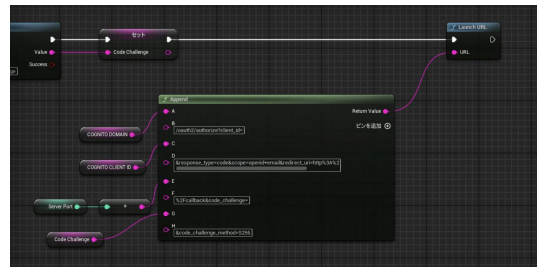 セット
Launch URL
Value
Code Challenge
Success
URL
Append
A
Return Value
B
/oauth2/authorize?client_id=
ピンを追加
COGNITO DOMAIN
C
D
&response_type=code&scope=openid+email&redirect_uri=http%3A%2
COGNITO CLIENT ID
E
F
%2Fcallback&code_challenge=
Server Port
G
H
&code_challenge_method=S256
Code Challenge